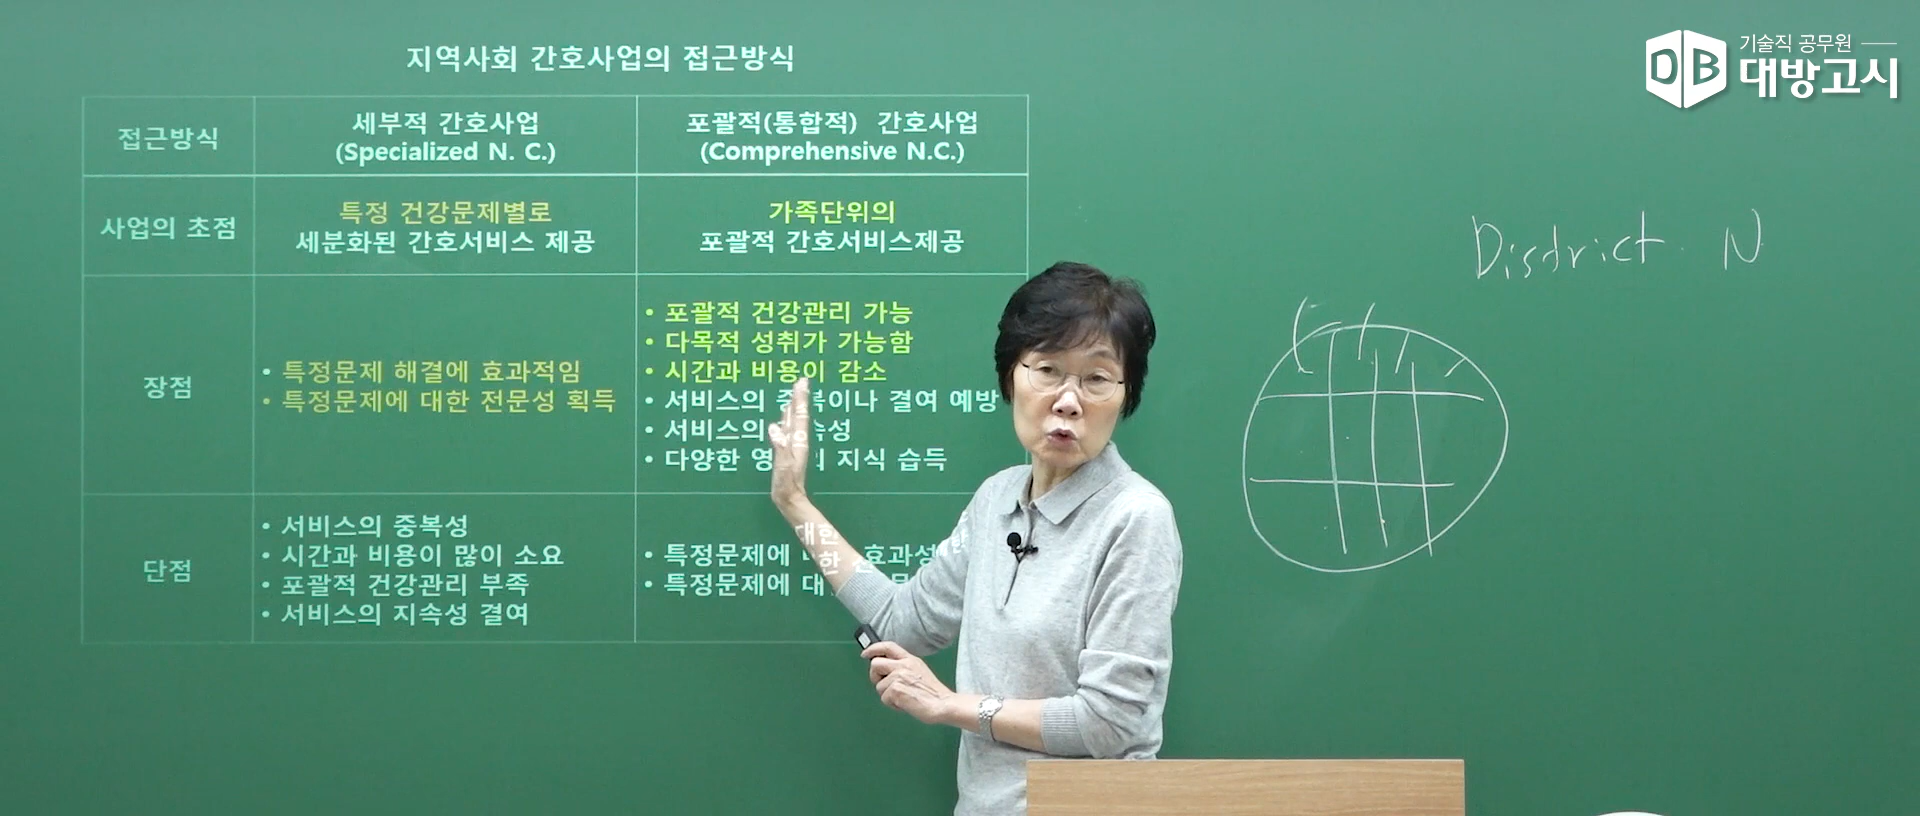 지역사회 간호사업의 접근방식
기술직 공무원
대방고시
DB
접근방식
세부적 간호사업
(Specialized N. C.)
포괄적(통합적) 간호사업
(Comprehensive N.C.)
사업의 초점
특정 건강문제별로
세분화된 간호서비스 제공
가족단위의
포괄적 간호서비스제공
장점
• 특정문제 해결에 효과적임
• 특정문제에 대한 전문성 획득
• 포괄적 건강관리 가능
• 다목적 성취가 가능함
• 시간과 비용이 감소
• 서비스의 중복이나 결여 예방
• 서비스의 지속성
• 다양한 지식 습득
단점
• 서비스의 중복성
• 시간과 비용이 많이 소요
• 포괄적 건강관리 부족
• 서비스의 지속성 결여
• 특정문제에 효과성
• 특정문제에
District. N